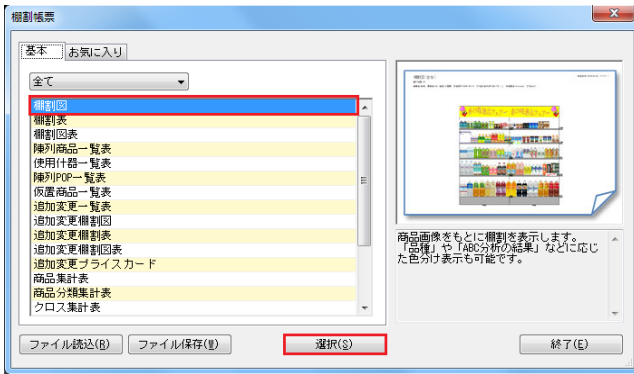 棚割帳票
基本
お気に入り
全て
棚割図
棚割表
棚割図表
陳列商品一覧表
使用什器一覧表
陳列POP一覧表
仮置商品一覧表
追加変更一覧表
追加変更棚割図
追加変更棚割表
追加変更棚割図表
追加変更プライスカード
商品集計表
商品分類集計表
クロス集計表
商品画像をもとに棚割を表示します。
「品種」や「ABC分析の結果」などに応じ
た色分け表示も可能です。
ファイル読込(R)
ファイル保存(W)
選択(S)
終了(E)